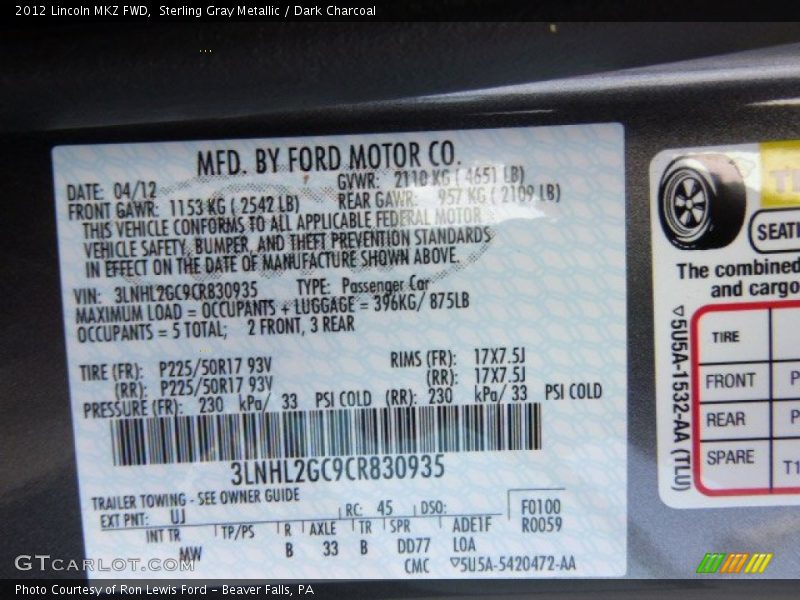 2012 Lincoln MKZ FWD,  Sterling Gray Metallic / Dark Charcoal
MFD. BY FORD MOTOR CO.
DATE: 04/12 GVWR: 2110 KG ( 4651 LB)
FRONT GAWR: 1153 KG ( 2542 LB) REAR GAWR: 957 KG ( 2109 LB)
THIS VEHICLE CONFORMS TO ALL APPLICABLE FEDERAL MOTOR
VEHICLE SAFETY, BUMPER, AND THEFT PREVENTION STANDARDS
IN EFFECT ON THE DATE OF MANUFACTURE SHOWN ABOVE.
VIN: 3LNHL2GC9CR830935 TYPE: Passenger Car
MAXIMUM LOAD = OCCUPANTS + LUGGAGE = 396KG/ 875LB
OCCUPANTS = 5 TOTAL; 2 FRONT, 3 REAR
TIRE (FR): P225/50R17 93V RIMS (FR): 17X7.5J
(RR): P225/50R17 93V (RR): 17X7.5J
PRESSURE (FR): 230 kPa/ 33 PSI COLD (RR): 230 kPa/ 33 PSI COLD
3LNHL2GC9CR830935
TRAILER TOWING - SEE OWNER GUIDE
EXT PNT: UJ RC: 45 DSO: F0100
R0059
INT TR TP/PS R AXLE TR SPR ADE1F
MW B 33 B DD77 LOA
CMC ▽5U5A-5420472-AA
SEATI
The combined
and cargo
▽5U5A-1532-AA (TLU)
TIRE
FRONT P
REAR P
SPARE T1
GTCarLot.com
Photo Courtesy of Ron Lewis Ford - Beaver Falls, PA